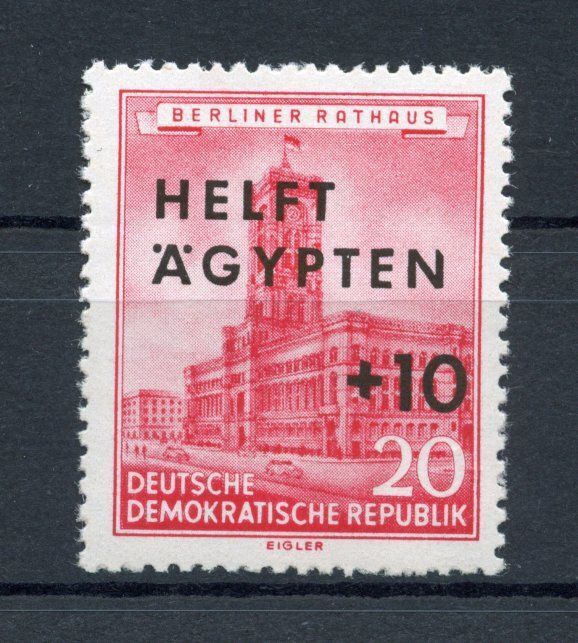 BERLINER RATHAUS
HELFT
ÄGYPTEN
+10
20
DEUTSCHE
DEMOKRATISCHE REPUBLIK
EIGLER